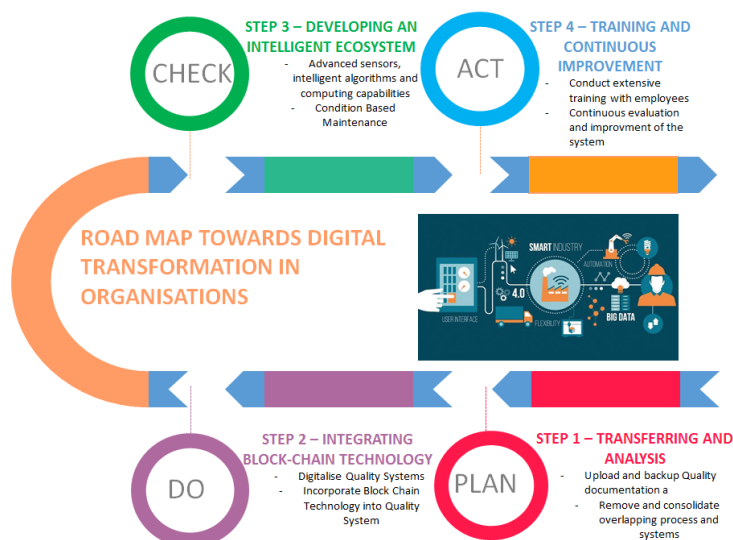 CHECK
STEP 3 – DEVELOPING AN
INTELLIGENT ECOSYSTEM
- Advanced sensors,
intelligent algorithms and
computing capabilities
- Condition Based
Maintenance
ACT
STEP 4 – TRAINING AND
CONTINUOUS
IMPROVEMENT
- Conduct extensive
training with employees
- Continuous evaluation
and improvment of the
system
ROAD MAP TOWARDS DIGITAL
TRANSFORMATION IN
ORGANISATIONS
SMART INDUSTRY
AUTOMATION
4.0
USER INTERFACE
FLEXIBILITY
BIG DATA
DO
STEP 2 – INTEGRATING
BLOCK-CHAIN TECHNOLOGY
- Digitalise Quality Systems
- Incorporate Block Chain
Technology into Quality
System
PLAN
STEP 1 – TRANSFERRING AND
ANALYSIS
- Upload and backup Quality
documentation a
- Remove and consolidate
overlapping process and
systems